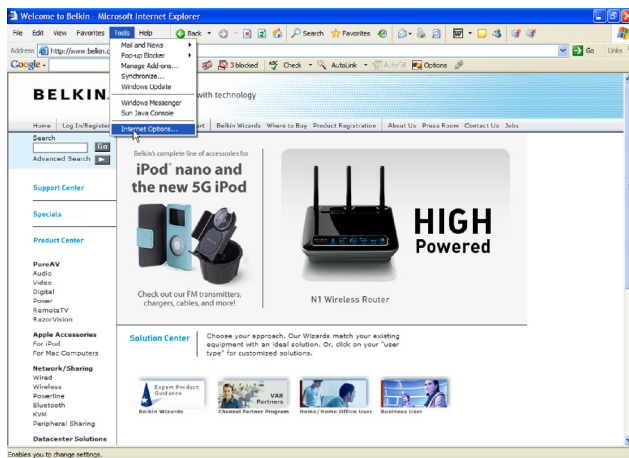 Welcome to Belkin - Microsoft Internet Explorer
File Edit View Favorites Tools Help
Back Search Favorites
Address http://www.belkin.c
Go Links
Google
3 blocked Check AutoLink AutoFill Options
Mail and News
Pop-up Blocker
Manage Add-ons...
Synchronize...
Windows Update
Windows Messenger
Sun Java Console
Internet Options...
BELKIN.
with technology
Home Log In/Register
rt Belkin Wizards Where to Buy Product Registration About Us Press Room Contact Us Jobs
Search
Go
Advanced Search
Support Center
Specials
Product Center
PureAV
Audio
Video
Digital
Power
RemoteTV
RazorVision
Apple Accessories
For iPod
For Mac Computers
Network/Sharing
Wired
Wireless
Powerline
Bluetooth
KVM
Peripheral Sharing
Datacenter Solutions
Belkin's complete line of accessories for
iPod® nano and
the new 5G iPod
Check out our FM transmitters,
chargers, cables, and more!
HIGH
Powered
N1 Wireless Router
Solution Center
Choose your approach. Our Wizards match your existing
equipment with an ideal solution. Or, click on your "user
type" for customized solutions.
Expert Product
Guidance
Belkin Wizards
VAR
Partners
Channel Partner Program
Home/Home Office User
Business User
Enables you to change settings.